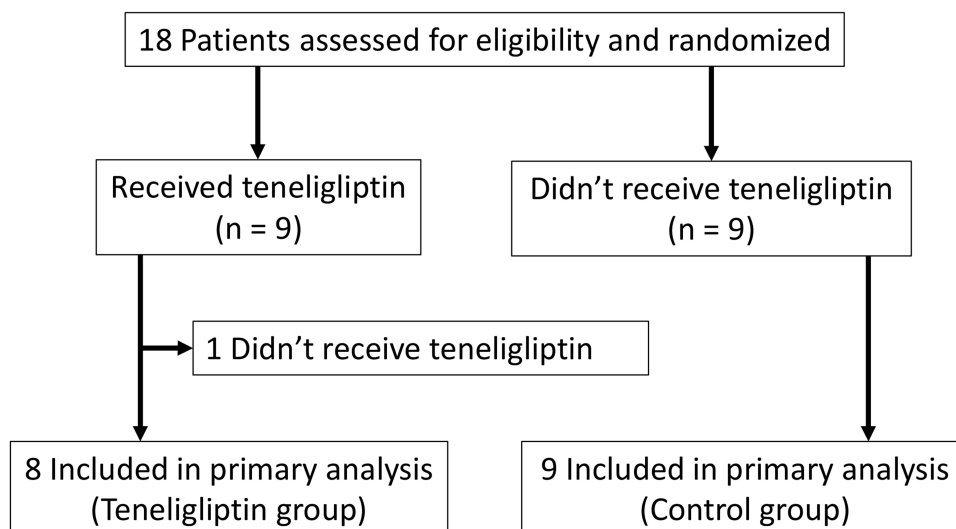 18 Patients assessed for eligibility and randomized
Received teneligliptin
(n = 9)
Didn’t receive teneligliptin
(n = 9)
1 Didn’t receive teneligliptin
8 Included in primary analysis
(Teneligliptin group)
9 Included in primary analysis
(Control group)